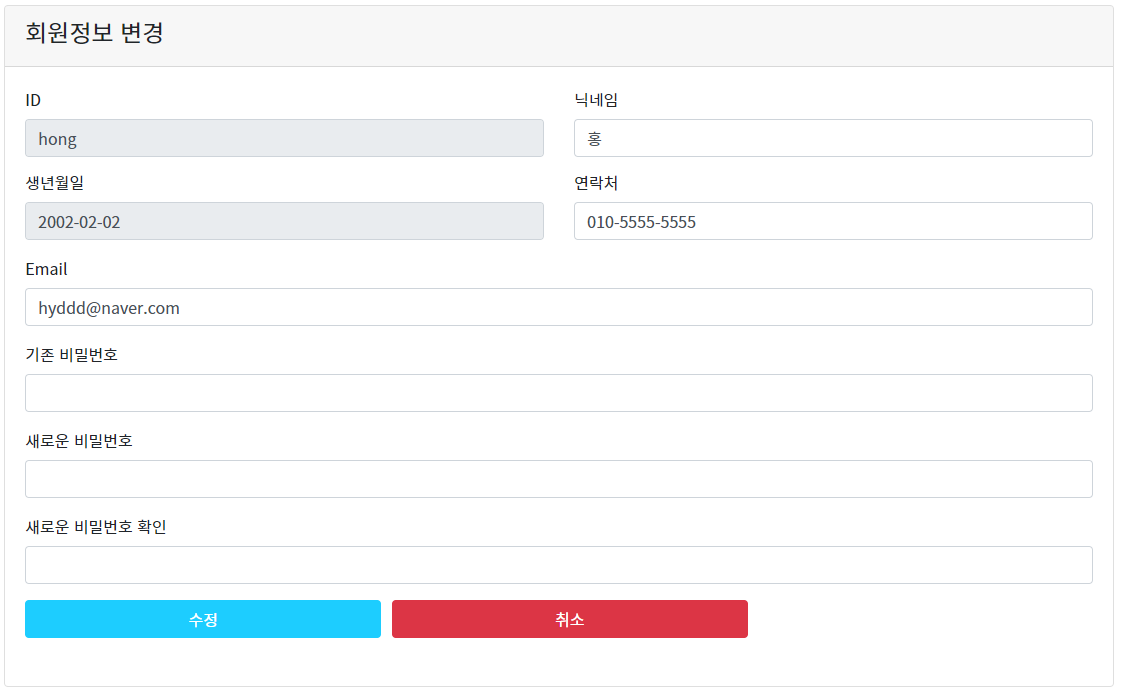 회원정보 변경
ID 닉네임
hong 홍
생년월일 연락처
2002-02-02 010-5555-5555
Email
hyddd@naver.com
기존 비밀번호
새로운 비밀번호
새로운 비밀번호 확인
수정 취소